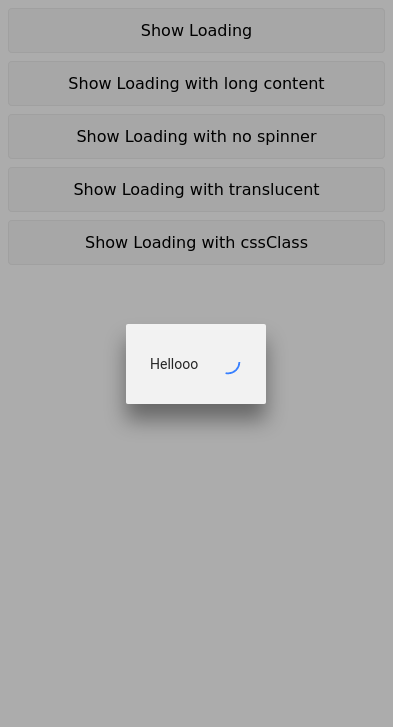 Show Loading
Show Loading with long content
Show Loading with no spinner
Show Loading with translucent
Show Loading with cssClass
Hellooo